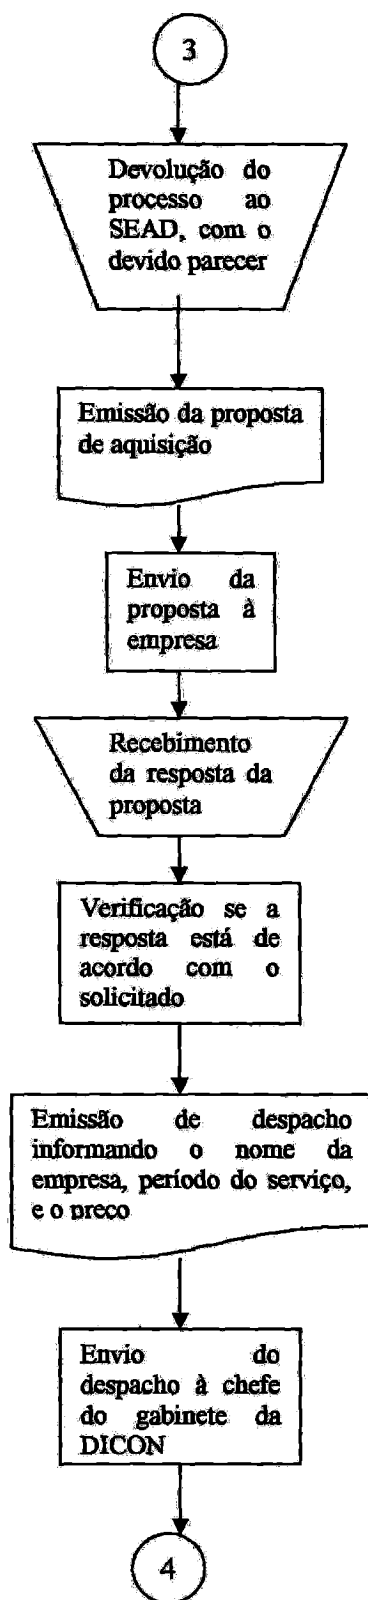 3
Devolução do
processo ao
SEAD, com o
devido parecer
Emissão da proposta
de aquisição
Envio da
proposta à
empresa
Recebimento
da resposta da
proposta
Verificação se a
resposta está de
acordo com o
solicitado
Emissão de despacho
informando o nome da
empresa, período do serviço,
e o preço
Envio do
despacho à chefe
do gabinete da
DICON
4